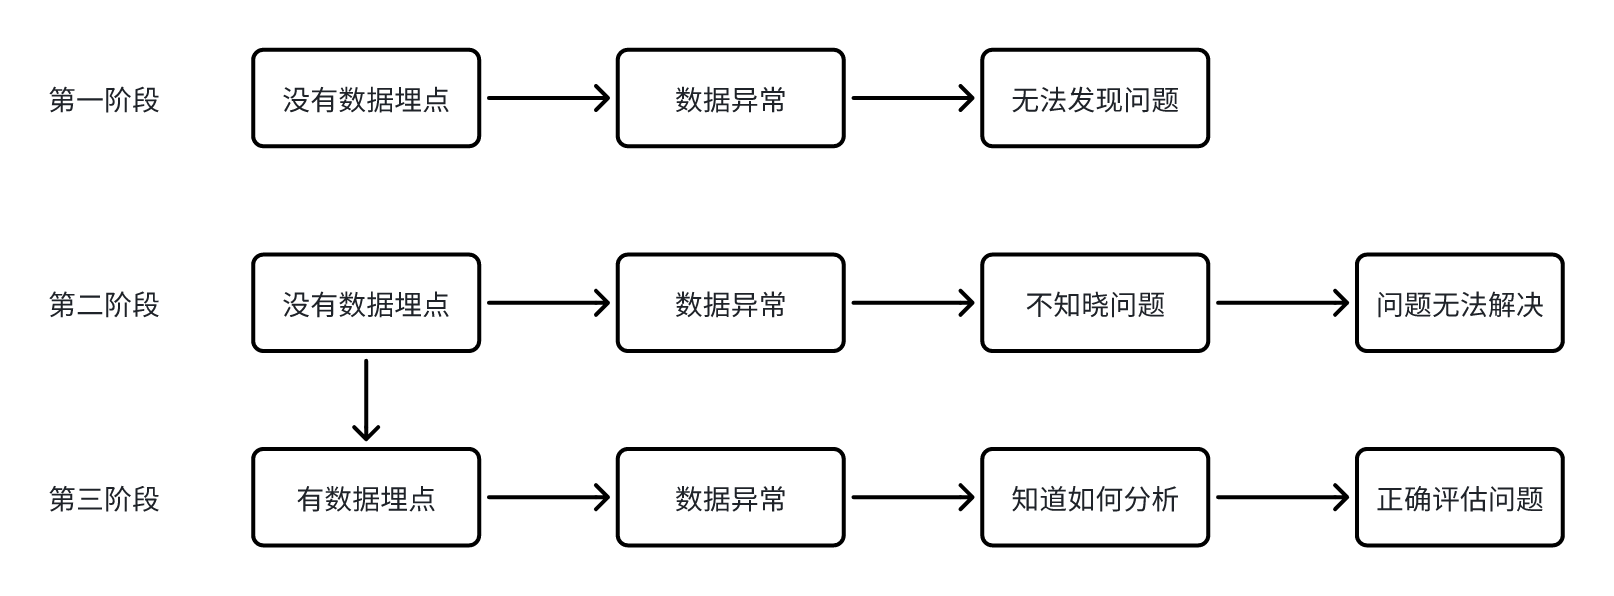 第一阶段
没有数据埋点
数据异常
无法发现问题
第二阶段
没有数据埋点
数据异常
不知晓问题
问题无法解决
第三阶段
有数据埋点
数据异常
知道如何分析
正确评估问题